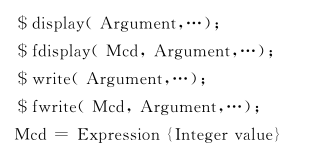 $ display( Argument,…);
$ fdisplay( Mcd, Argument,…);
$ write( Argument,…);
$ fwrite( Mcd, Argument,…);
Mcd = Expression {Integer value}